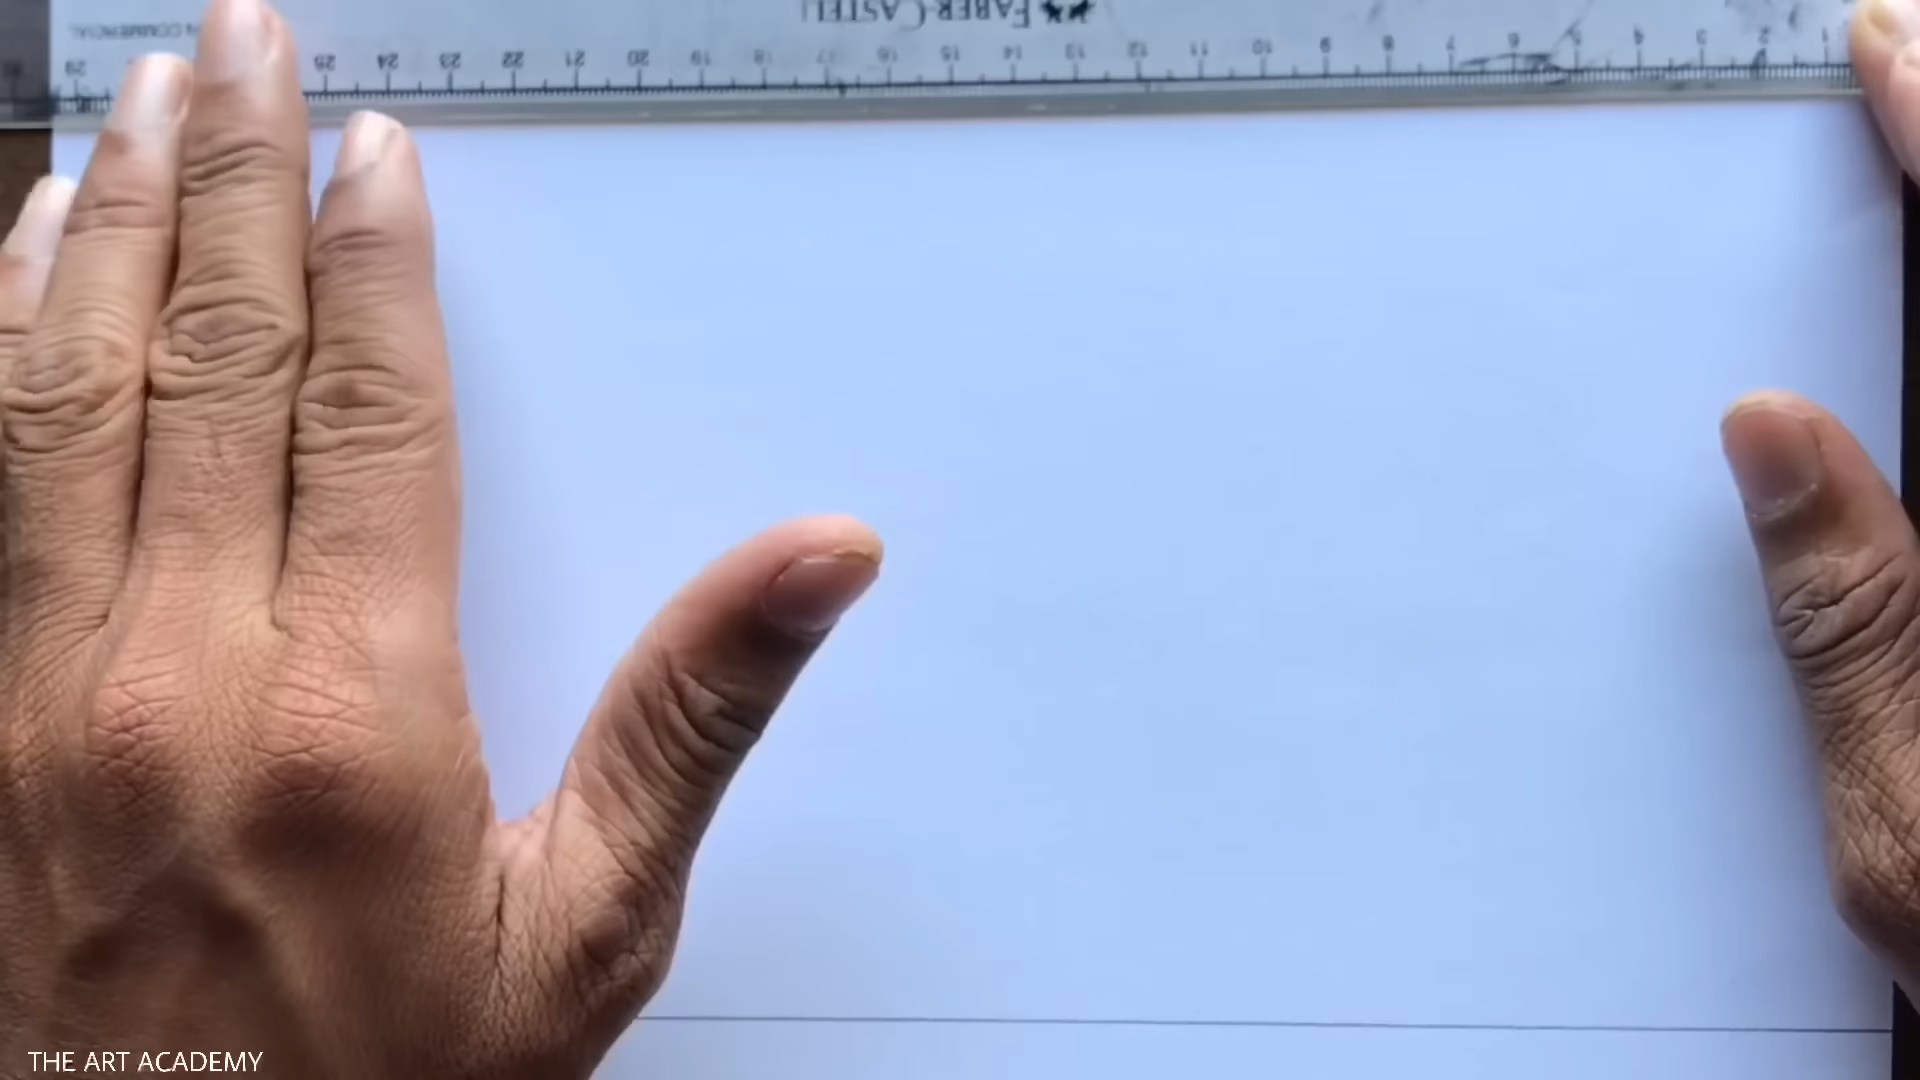 FABER-CASTELL
N COMMERCIAL
29 25 24 23 22 21 20 19 18 17 16 15 14 13 12 11 10 9 8 7 6 5 4 3 2 1
THE ART ACADEMY